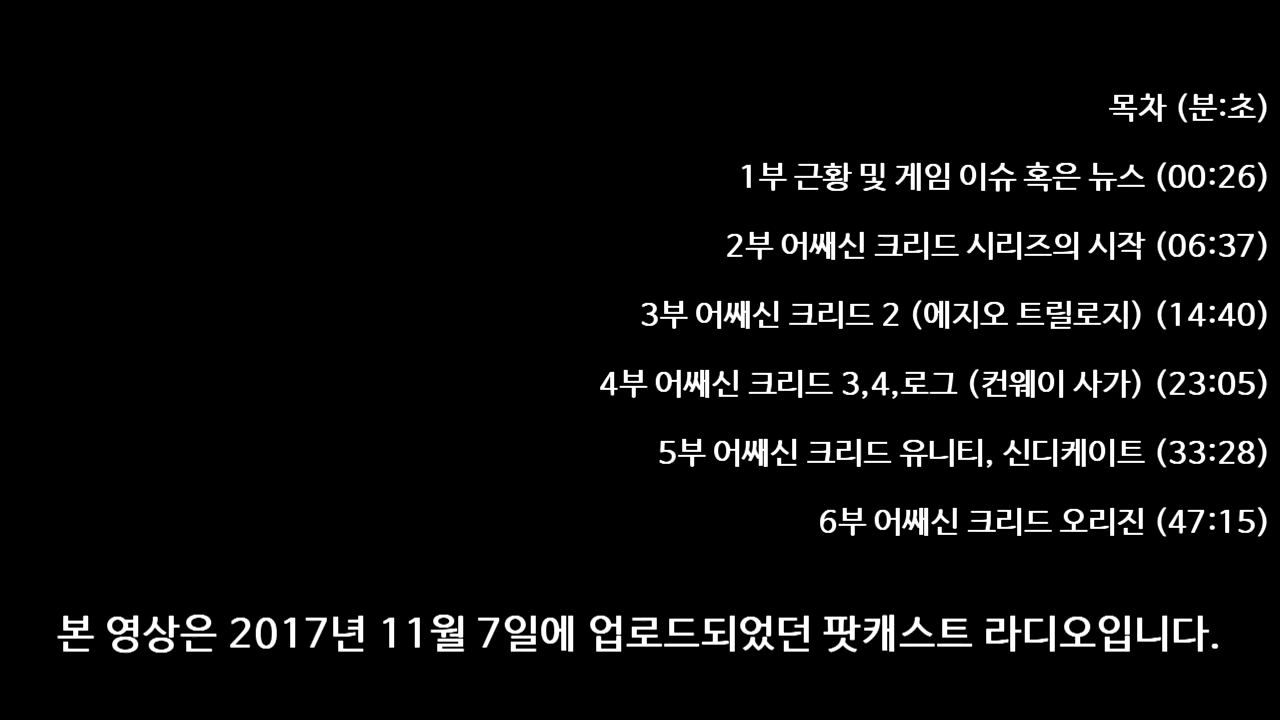 목차 (분:초)
1부 근황 및 게임 이슈 혹은 뉴스 (00:26)
2부 어쌔신 크리드 시리즈의 시작 (06:37)
3부 어쌔신 크리드 2 (에지오 트릴로지) (14:40)
4부 어쌔신 크리드 3,4,로그 (컨웨이 사가) (23:05)
5부 어쌔신 크리드 유니티, 신디케이트 (33:28)
6부 어쌔신 크리드 오리진 (47:15)
본 영상은 2017년 11월 7일에 업로드되었던 팟캐스트 라디오입니다.